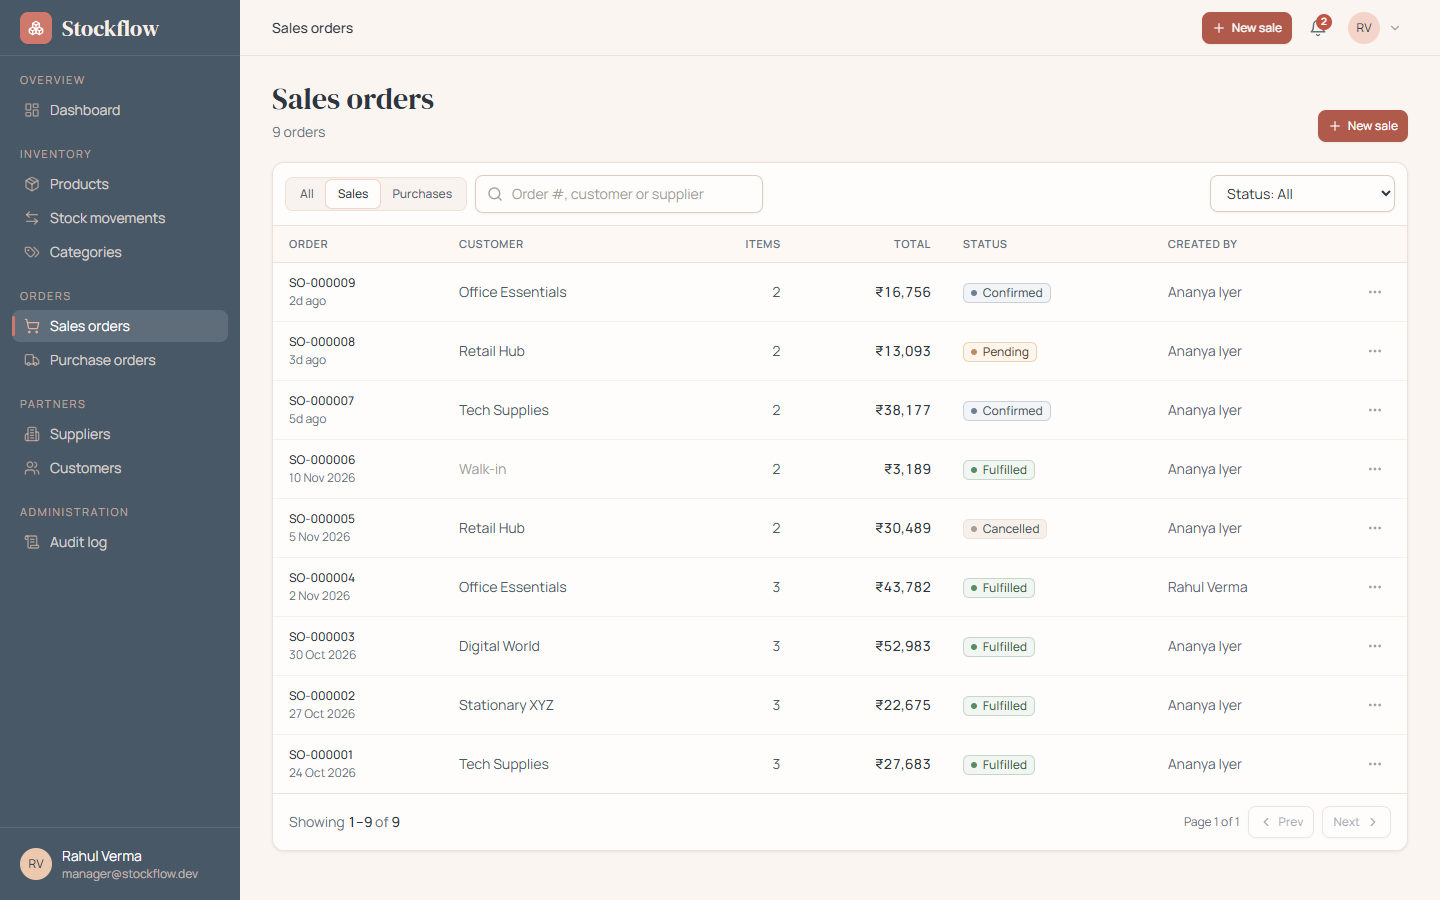 Stockflow
OVERVIEW
Dashboard
INVENTORY
Products
Stock movements
Categories
ORDERS
Sales orders
Purchase orders
PARTNERS
Suppliers
Customers
ADMINISTRATION
Audit log
RV
Rahul Verma
manager@stockflow.dev
Sales orders
New sale
2
RV
Sales orders
9 orders
New sale
All Sales Purchases
Order #, customer or supplier
Status: All
ORDER CUSTOMER ITEMS TOTAL STATUS CREATED BY
SO-000009
2d ago
Office Essentials 2 ₹16,756 Confirmed Ananya Iyer
SO-000008
3d ago
Retail Hub 2 ₹13,093 Pending Ananya Iyer
SO-000007
5d ago
Tech Supplies 2 ₹38,177 Confirmed Ananya Iyer
SO-000006
10 Nov 2026
Walk-in 2 ₹3,189 Fulfilled Ananya Iyer
SO-000005
5 Nov 2026
Retail Hub 2 ₹30,489 Cancelled Ananya Iyer
SO-000004
2 Nov 2026
Office Essentials 3 ₹43,782 Fulfilled Rahul Verma
SO-000003
30 Oct 2026
Digital World 3 ₹52,983 Fulfilled Ananya Iyer
SO-000002
27 Oct 2026
Stationary XYZ 3 ₹22,675 Fulfilled Ananya Iyer
SO-000001
24 Oct 2026
Tech Supplies 3 ₹27,683 Fulfilled Ananya Iyer
Showing 1–9 of 9
Page 1 of 1
Prev
Next